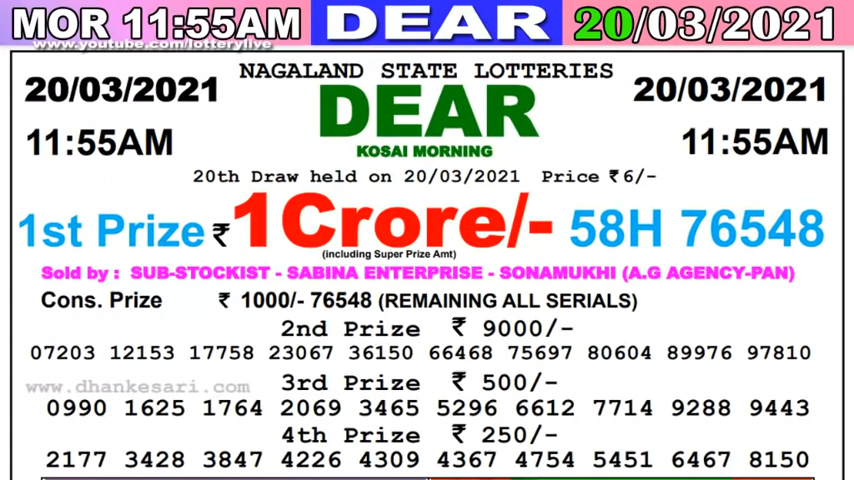 MOR 11:55AM DEAR 20/03/2021
www.youtube.com/lotterylive
NAGALAND STATE LOTTERIES
20/03/2021 DEAR 20/03/2021
11:55AM KOSAI MORNING 11:55AM
20th Draw held on 20/03/2021 Price ₹6/-
1st Prize ₹1Crore/- 58H 76548
(including Super Prize Amt)
Sold by : SUB-STOCKIST - SABINA ENTERPRISE - SONAMUKHI (A.G AGENCY-PAN)
Cons. Prize ₹ 1000/- 76548 (REMAINING ALL SERIALS)
2nd Prize ₹ 9000/-
07203 12153 17758 23067 36150 66468 75697 80604 89976 97810
www.dhankesari.com
3rd Prize ₹ 500/-
0990 1625 1764 2069 3465 5296 6612 7714 9288 9443
4th Prize ₹ 250/-
2177 3428 3847 4226 4309 4367 4754 5451 6467 8150